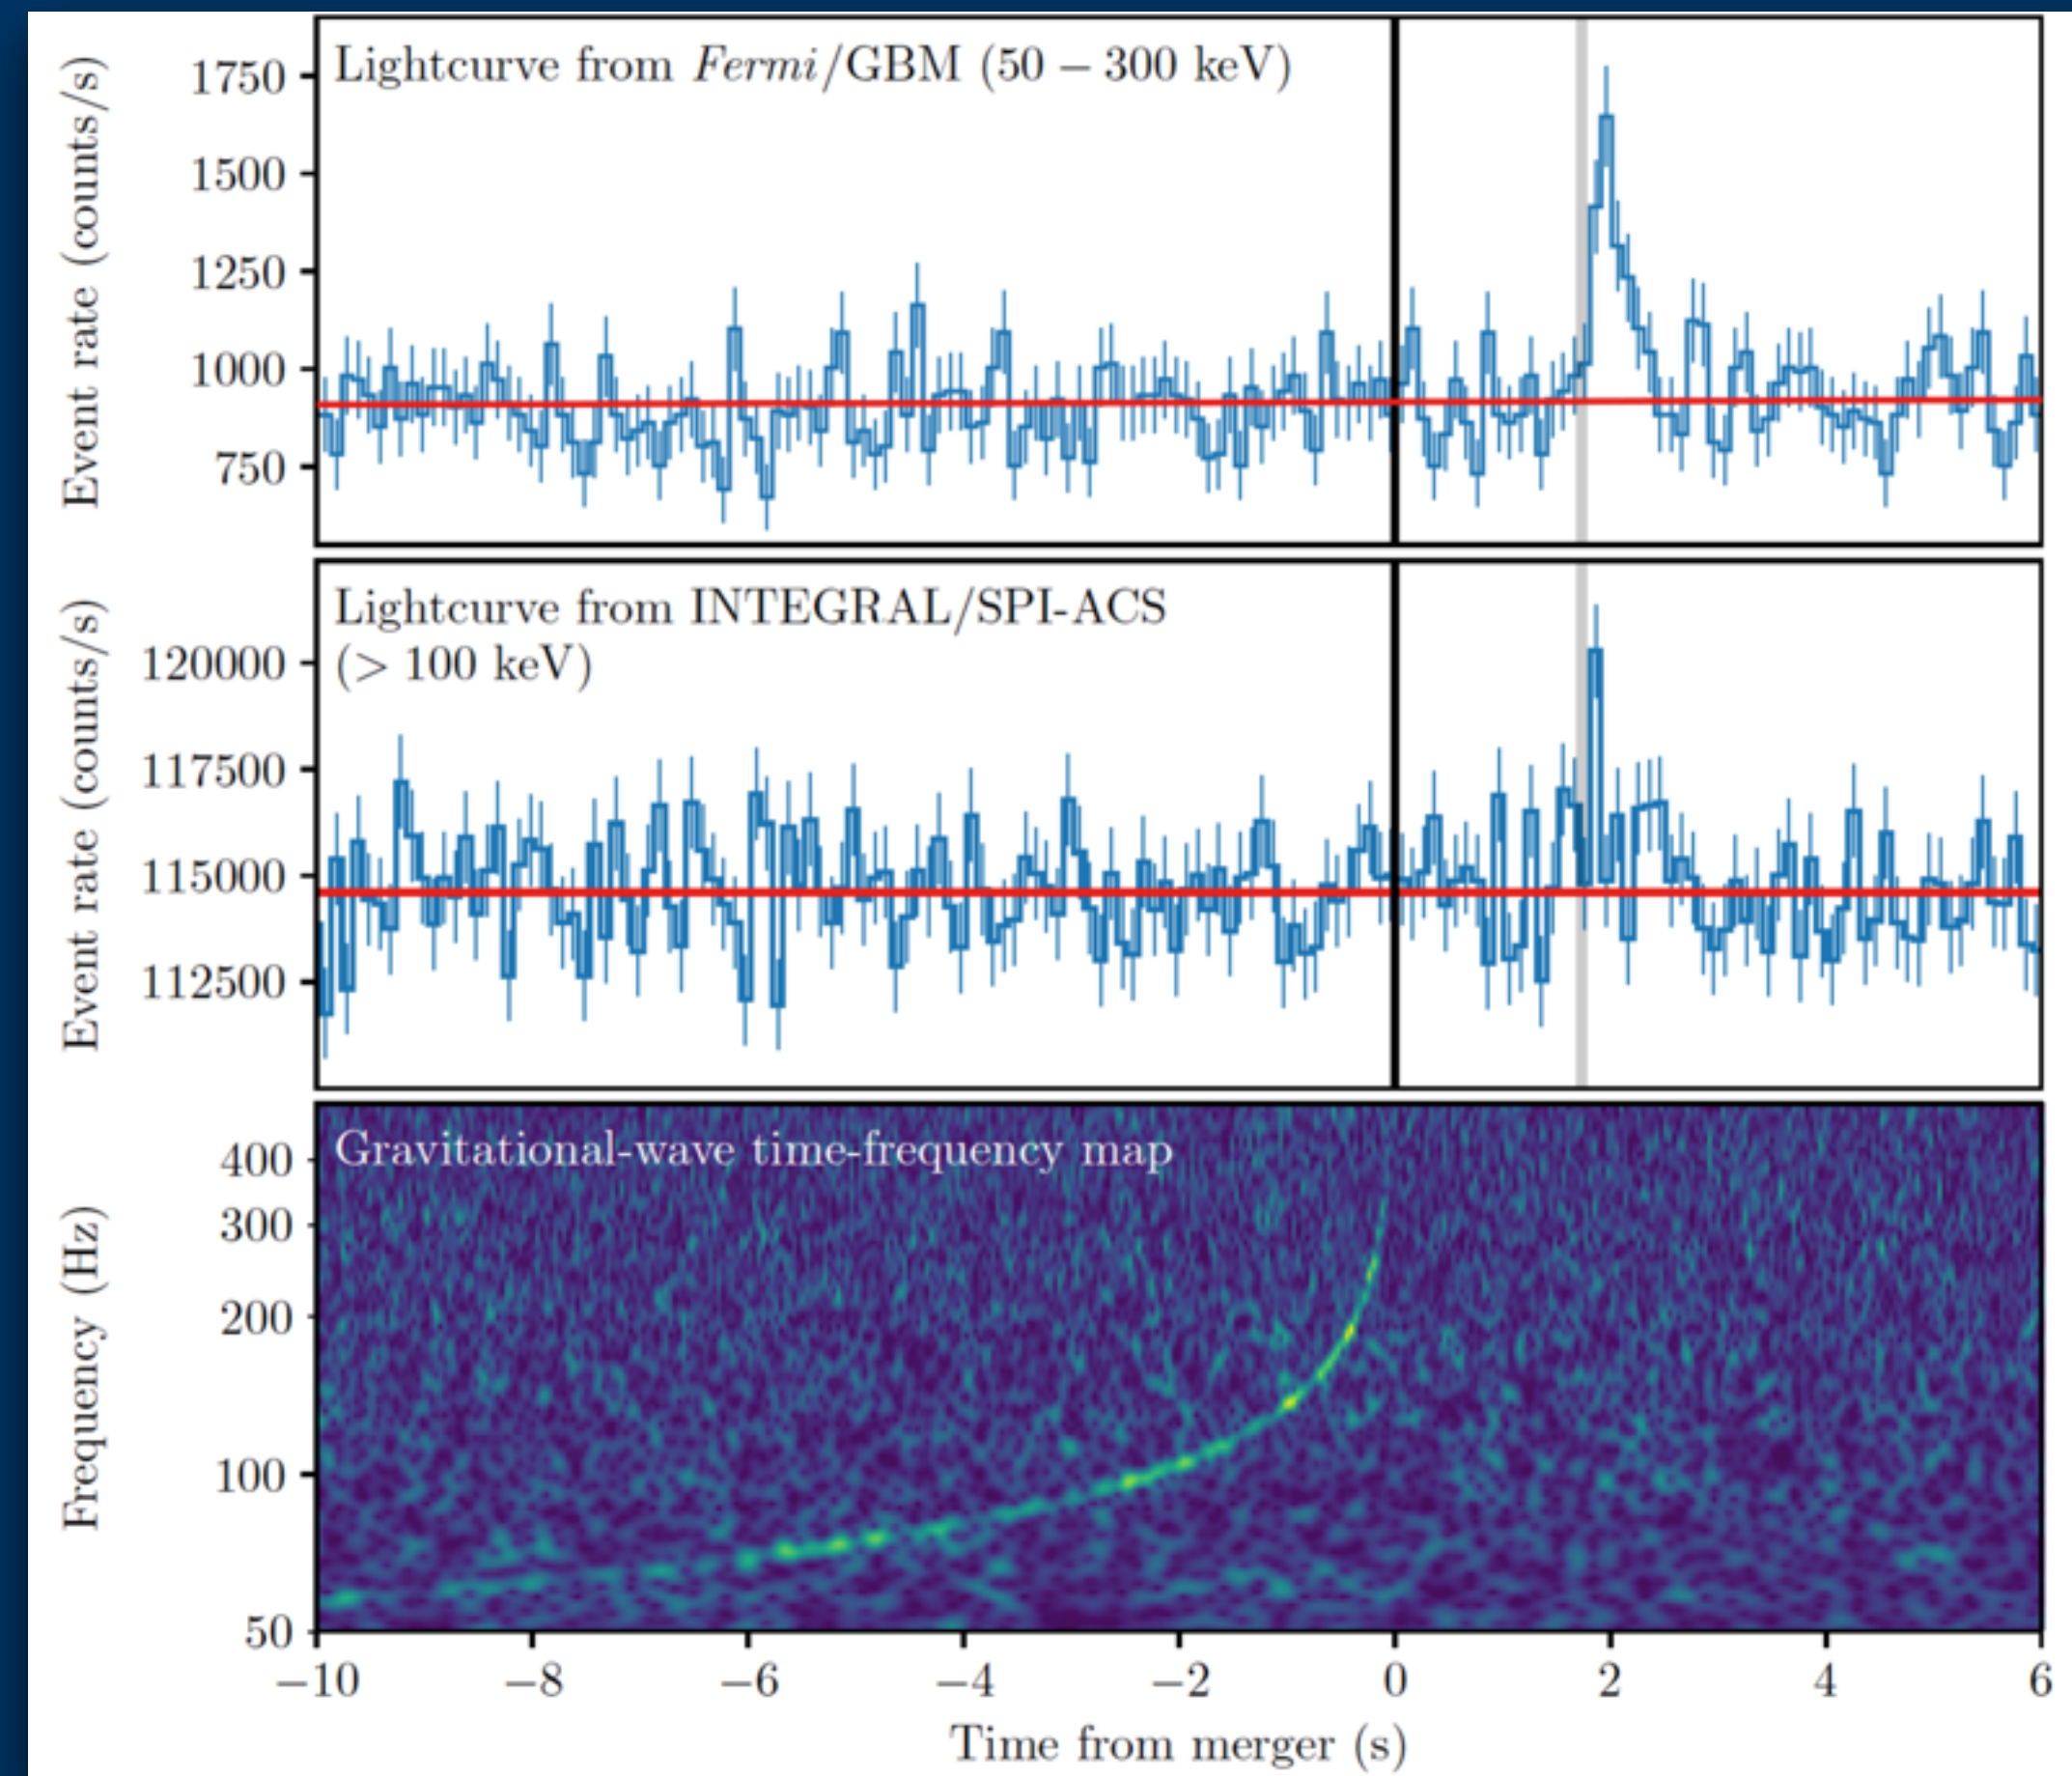 Lightcurve from Fermi/GBM (50 – 300 keV)
Event rate (counts/s)
1750
1500
1250
1000
750
Lightcurve from INTEGRAL/SPI-ACS
(> 100 keV)
Event rate (counts/s)
120000
117500
115000
112500
Gravitational-wave time-frequency map
Frequency (Hz)
400
300
200
100
50
−10 −8 −6 −4 −2 0 2 4 6
Time from merger (s)